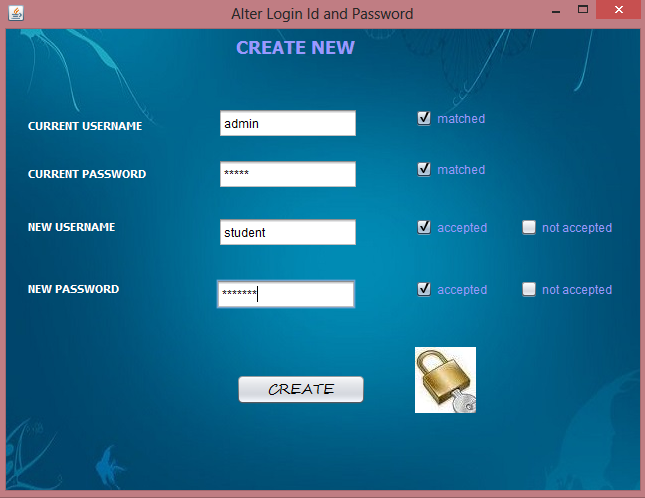 Alter Login Id and Password
CREATE NEW
CURRENT USERNAME admin matched
CURRENT PASSWORD ***** matched
NEW USERNAME student accepted not accepted
NEW PASSWORD ******* accepted not accepted
CREATE